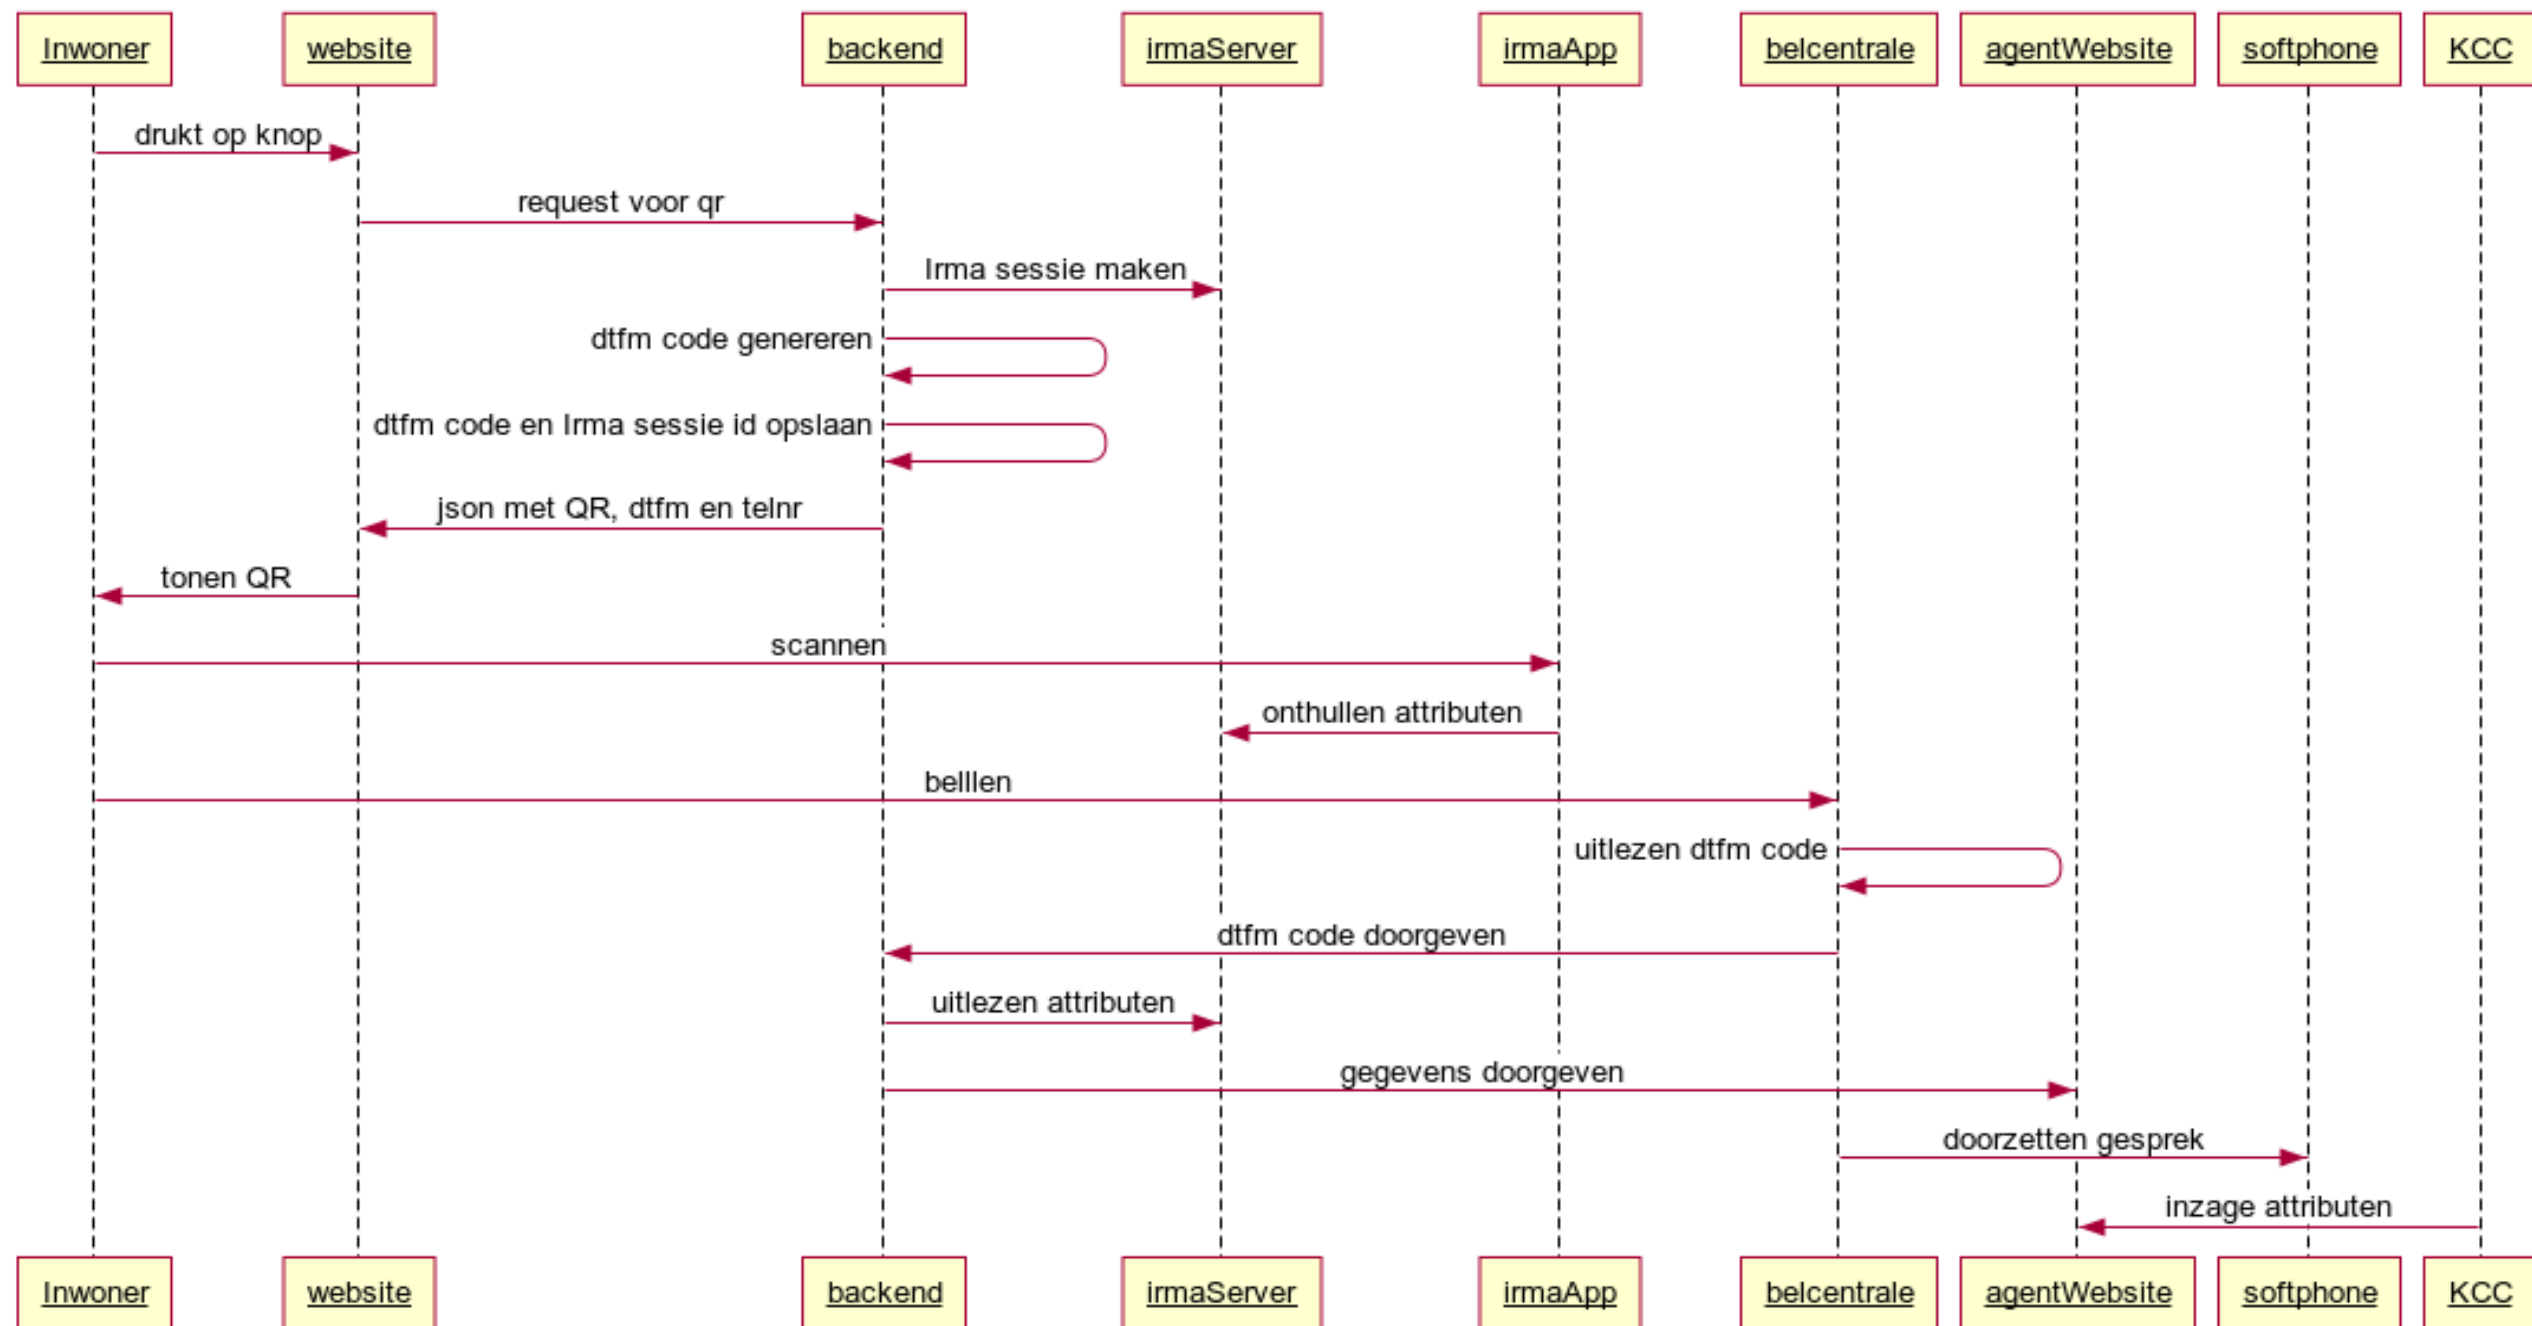 Inwoner website backend irmaServer irmaApp belcentrale agentWebsite softphone KCC
drukt op knop
request voor qr
Irma sessie maken
dtfm code genereren
dtfm code en Irma sessie id opslaan
json met QR, dtfm en telnr
tonen QR
scannen
onthullen attributen
belllen
uitlezen dtfm code
dtfm code doorgeven
uitlezen attributen
gegevens doorgeven
doorzetten gesprek
inzage attributen
Inwoner website backend irmaServer irmaApp belcentrale agentWebsite softphone KCC